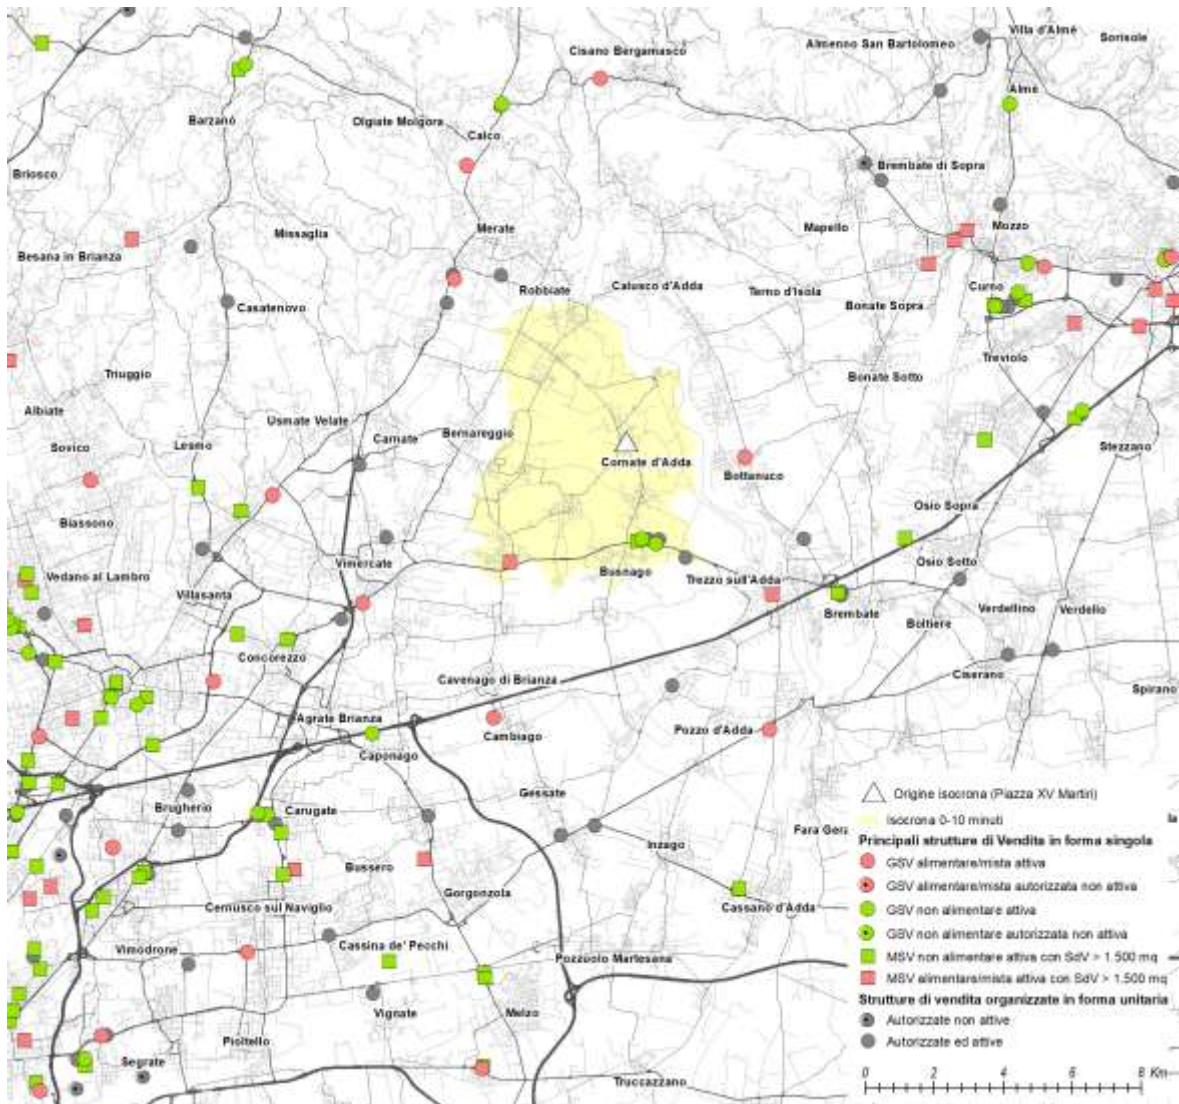 Villa d'Almé
Sorisole
Cisano Bergamasco
Almenno San Bartolomeo
Almé
Barzanó
Olgiate Molgora
Calco
Brembate di Sopra
Briosco
Merate
Mapello
Mozzo
Missaglia
Besana in Brianza
Robbiate
Calusco d'Adda
Terno d'Isola
Curno
Casatenovo
Bonate Sopra
Treviolo
Triuggio
Bonate Sotto
Albiate
Usmate Velate
Sovico
Lesmo
Carnate
Bernareggio
Stezzano
Cornate d'Adda
Bottanuco
Biassono
Osio Sopra
Vimercate
Osio Sotto
Vedano al Lambro
Busnago
Trezzo sull'Adda
Villasanta
Brembate
Verdellino
Verdello
Boltiere
Concorezzo
Cavenago di Brianza
Ciserano
Spirano
Agrate Brianza
Cambiago
Pozzo d'Adda
Caponago
Gessate
Brugherio
Carugate
Fara Gera
Inzago
Bussero
Gorgonzola
Cernusco sul Naviglio
Cassano d'Adda
Vimodrone
Cassina de' Pecchi
Pozzuolo Martesana
Vignate
Melzo
Pioltello
Segrate
Truccazzano
Origine isocrona (Piazza XV Martiri)
Isocrona 0-10 minuti
Principali strutture di Vendita in forma singola
GSV alimentare/mista attiva
GSV alimentare/mista autorizzata non attiva
GSV non alimentare attiva
GSV non alimentare autorizzata non attiva
MSV non alimentare attiva con SdV > 1.500 mq
MSV alimentare/mista attiva con SdV > 1.500 mq
Strutture di vendita organizzate in forma unitaria
Autorizzate non attive
Autorizzate ed attive
0 2 4 6 8 Km